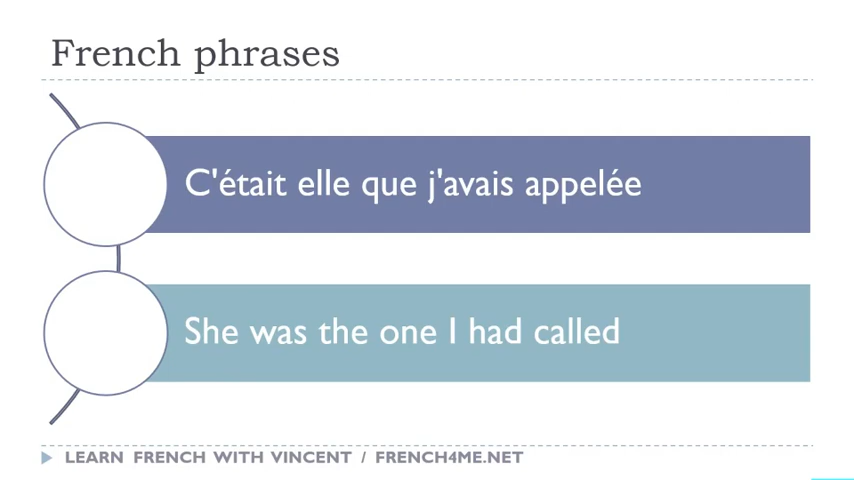 French phrases
C'était elle que j'avais appelée
She was the one I had called
LEARN FRENCH WITH VINCENT / FRENCH4ME.NET